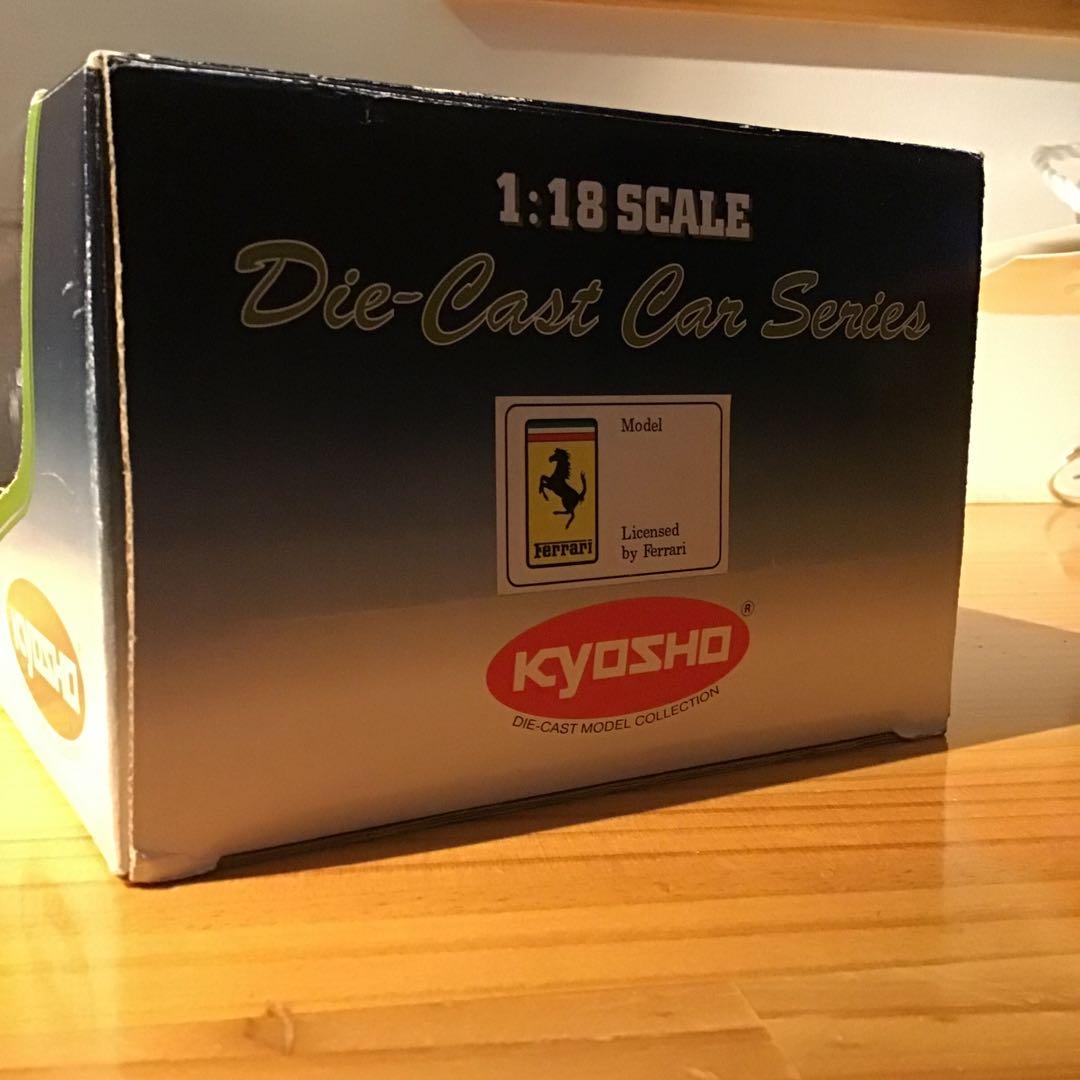 1:18 SCALE
Die-Cast Car Series
Model
Ferrari
Licensed
by Ferrari
KYOSHO
®
DIE-CAST MODEL COLLECTION
KYOSHO